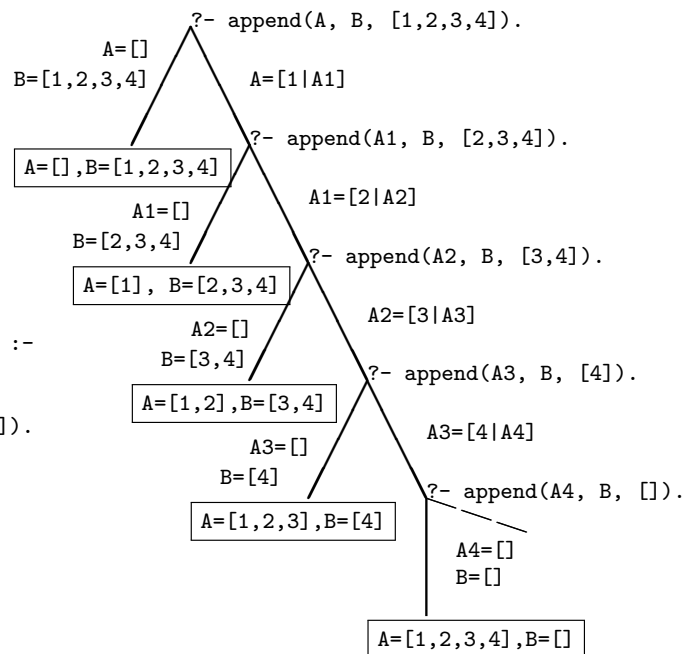 ?- append(A, B, [1,2,3,4]).
A=[]
B=[1,2,3,4]
A=[1|A1]
?- append(A1, B, [2,3,4]).
A=[],B=[1,2,3,4]
A1=[]
B=[2,3,4]
A1=[2|A2]
?- append(A2, B, [3,4]).
A=[1], B=[2,3,4]
A2=[]
B=[3,4]
A2=[3|A3]
:-
?- append(A3, B, [4]).
A=[1,2],B=[3,4]
]).
A3=[]
B=[4]
A3=[4|A4]
?- append(A4, B, []).
A=[1,2,3],B=[4]
A4=[]
B=[]
A=[1,2,3,4],B=[]